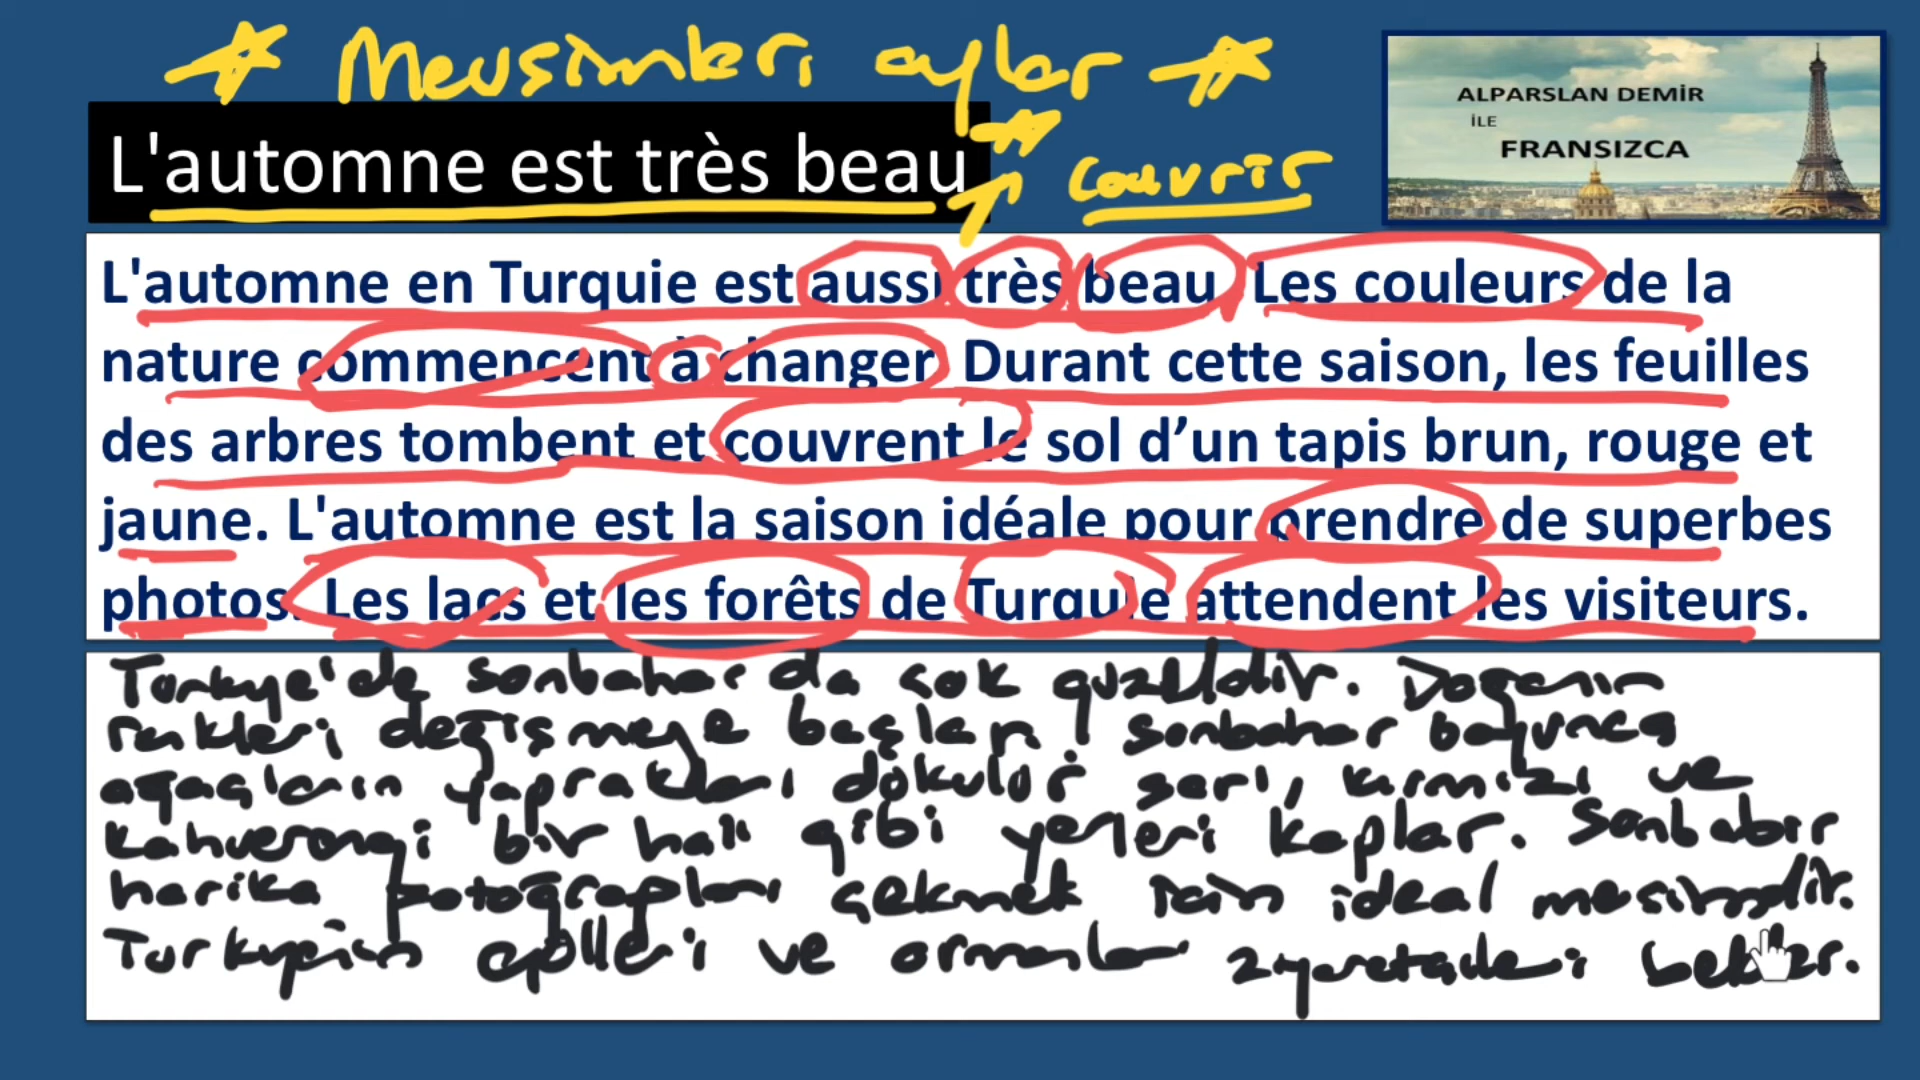 Mevsimleri aylar
L'automne est très beau
couvrir
ALPARSLAN DEMİR
İLE
FRANSIZCA
L'automne en Turquie est aussi très beau. Les couleurs de la
nature commencent à changer. Durant cette saison, les feuilles
des arbres tombent et couvrent le sol d’un tapis brun, rouge et
jaune. L'automne est la saison idéale pour prendre de superbes
photos. Les lacs et les forêts de Turquie attendent les visiteurs.
Türkiye'de sonbahar da çok güzeldir. Doğanın
renkleri değişmeye başlar. Sonbahar boyunca
ağaçların yaprakları dökülür sarı, kırmızı ve
kahverengi bir halı gibi yerleri kaplar. Sonbahar
harika fotoğraflar çekmek için ideal mevsimdir.
Türkiyenin gölleri ve ormanlar ziyaretçileri bekler.